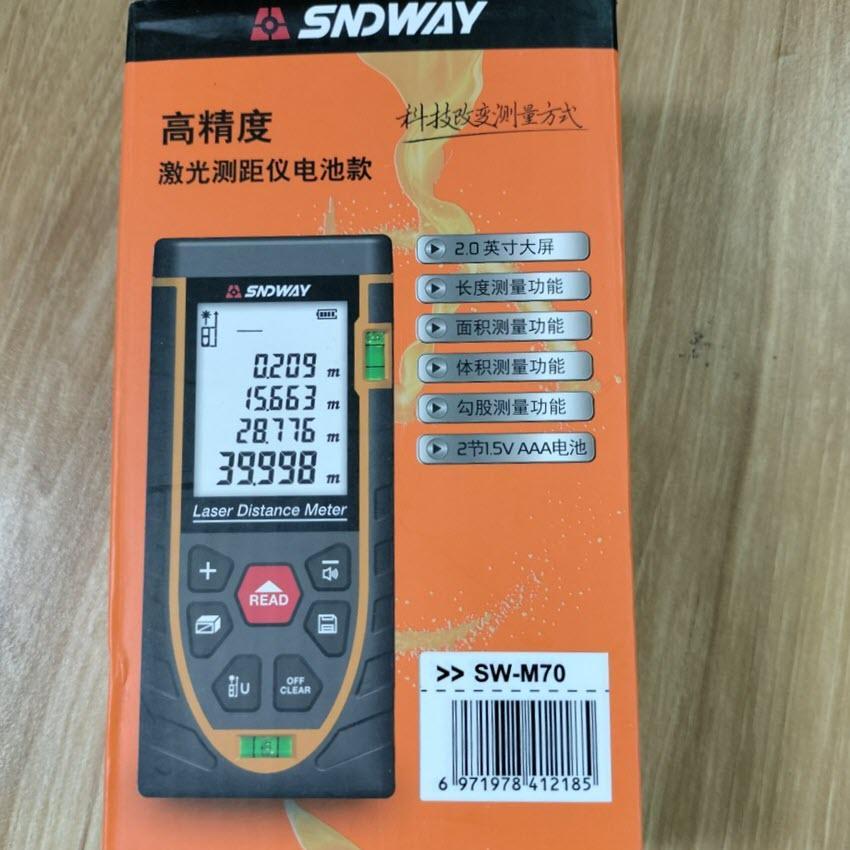 SNDWAY
高精度
激光测距仪电池款
科技改变测量方式
2.0 英寸大屏
长度测量功能
面积测量功能
体积测量功能
勾股测量功能
2节1.5V AAA电池
SNDWAY
0.209 m
15.663 m
28.776 m
39.998 m
Laser Distance Meter
+
READ
U
OFF
CLEAR
>> SW-M70
6 971978 412185